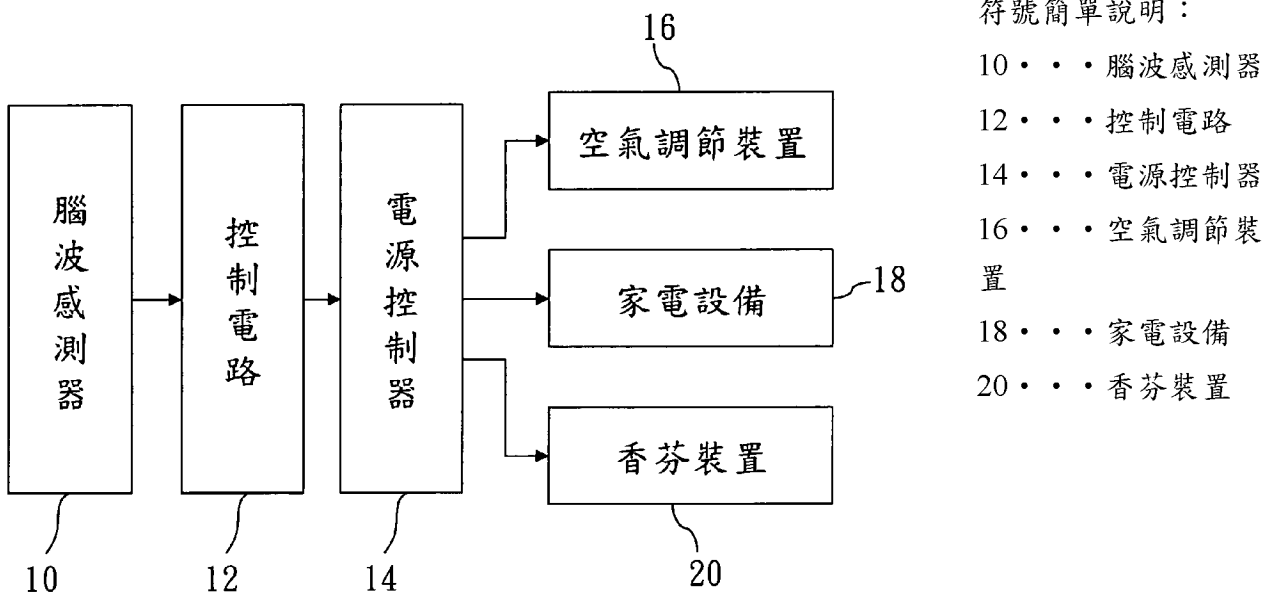 16
空氣調節裝置
腦波感測器
控制電路
電源控制器
家電設備
18
香芬裝置
10
12
14
20
符號簡單說明：
10・・・腦波感測器
12・・・控制電路
14・・・電源控制器
16・・・空氣調節裝
置
18・・・家電設備
20・・・香芬裝置